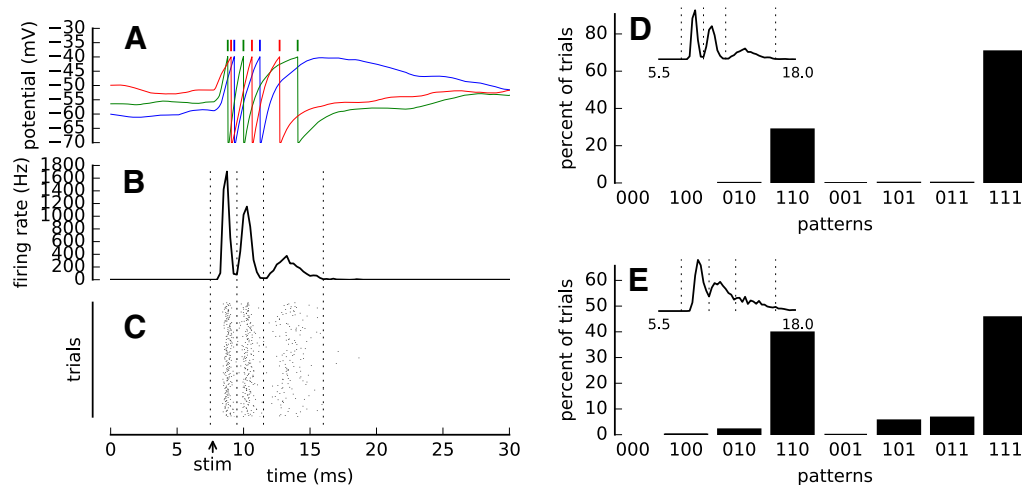 A
potential (mV)
−30
−35
−40
−45
−50
−55
−60
−65
−70
B
firing rate (Hz)
1800
1600
1400
1200
1000
800
600
400
200
0
C
trials
0 5 10 15 20 25 30
stim
time (ms)
D
percent of trials
80
60
40
20
0
5.5 18.0
000 100 010 110 001 101 011 111
patterns
E
percent of trials
60
50
40
30
20
10
0
5.5 18.0
000 100 010 110 001 101 011 111
patterns